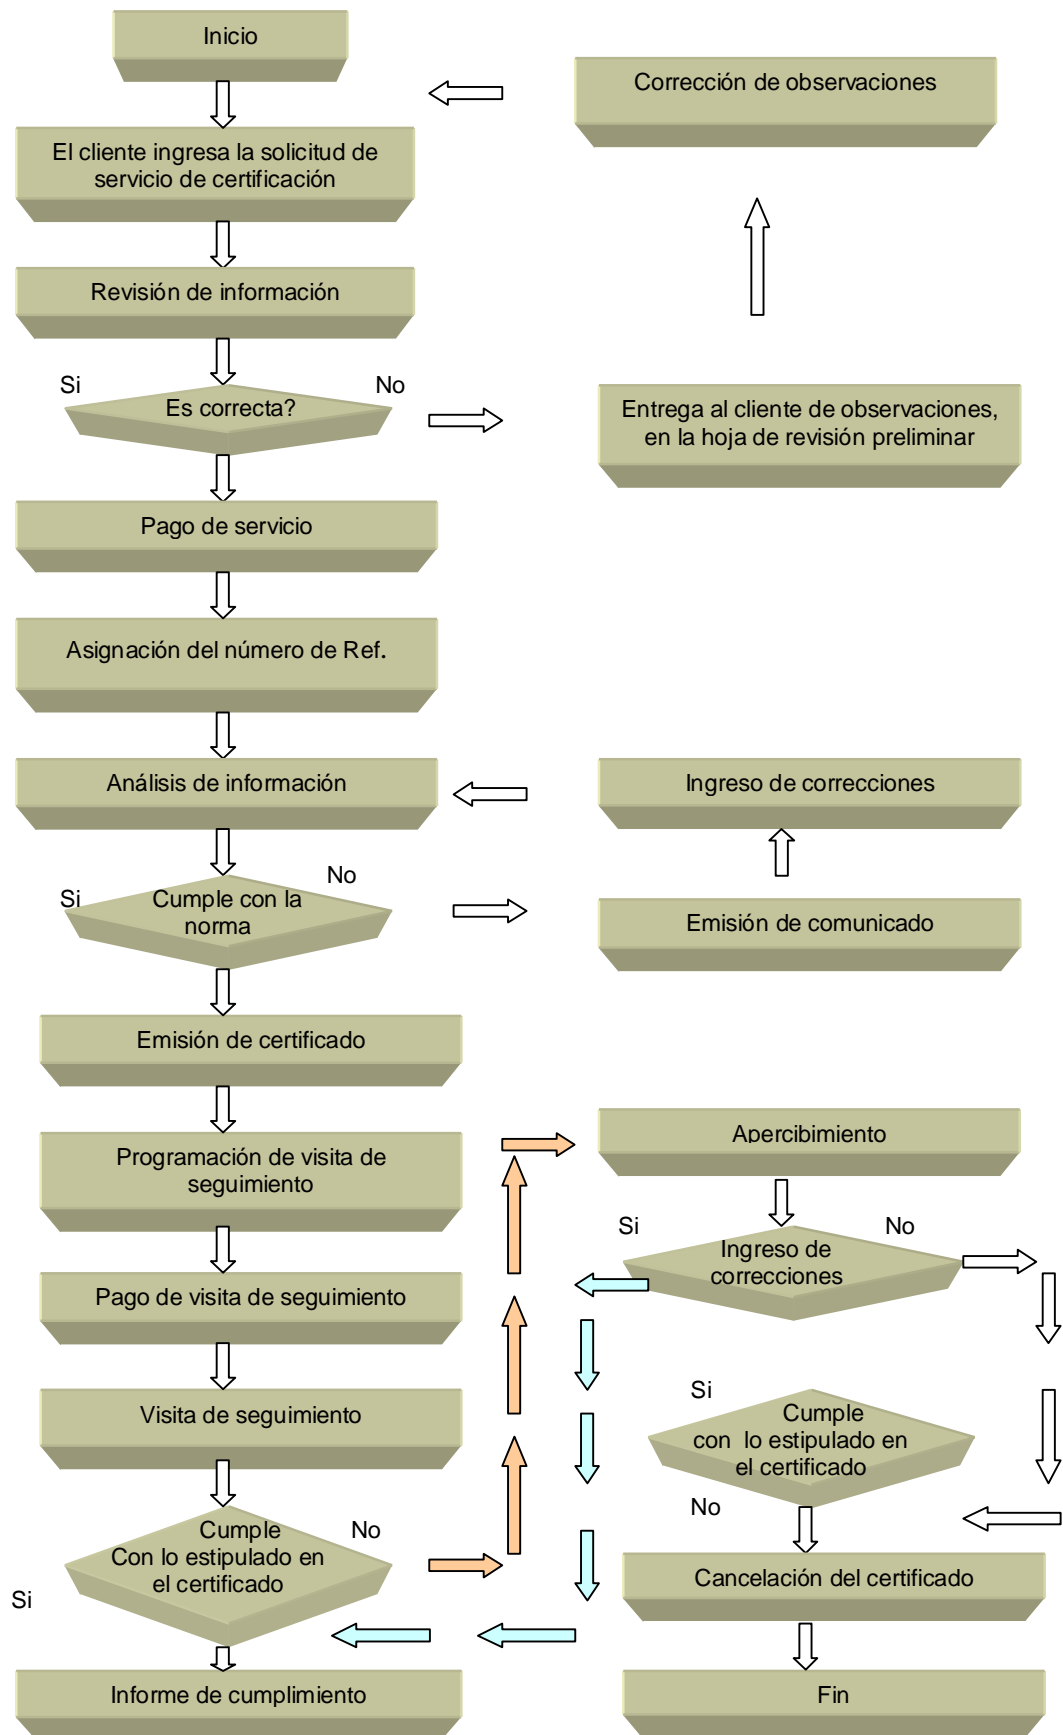 Inicio
Corrección de observaciones
El cliente ingresa la solicitud de
servicio de certificación
Revisión de información
Si
No
Es correcta?
Entrega al cliente de observaciones,
en la hoja de revisión preliminar
Pago de servicio
Asignación del número de Ref.
Análisis de información
Ingreso de correcciones
No
Si
Cumple con la
norma
Emisión de comunicado
Emisión de certificado
Apercibimiento
Programación de visita de
seguimiento
Si
No
Ingreso de
correcciones
Pago de visita de seguimiento
Si
Visita de seguimiento
Cumple
con lo estipulado en
el certificado
No
Cumple
No
Con lo estipulado en
el certificado
Si
Cancelación del certificado
Informe de cumplimiento
Fin